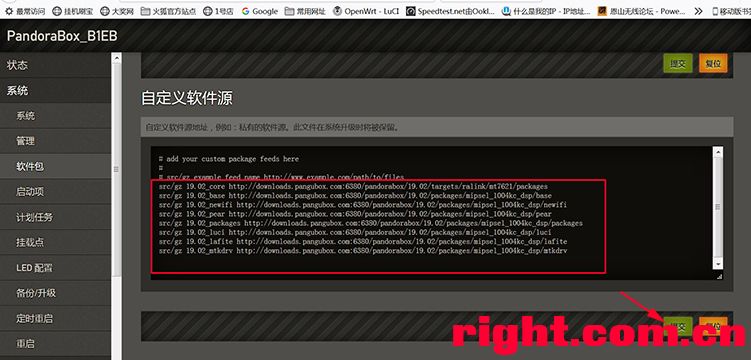 最常访问 挂机刷宝 大奖网 火狐官方站点 1号店 Google 常用网址 OpenWrt - LuCI Speedtest.net由Ookl... 什么是我的IP - IP地址... 恩山无线论坛 - Powe... 移动版书
PandoraBox_B1EB
状态
系统
系统
管理
软件包
启动项
计划任务
挂载点
LED 配置
备份/升级
定时重启
重启
提交 复位
自定义软件源
自定义软件源地址，例如：私有的软件源。此文件在系统升级时将被保留。
# add your custom package feeds here
#
# src/gz example_feed_name http://www.example.com/path/to/files
src/gz 19.02_core http://downloads.pangubox.com:6380/pandorabox/19.02/targets/ralink/mt7621/packages
src/gz 19.02_base http://downloads.pangubox.com:6380/pandorabox/19.02/packages/mipsel_1004kc_dsp/base
src/gz 19.02_newifi http://downloads.pangubox.com:6380/pandorabox/19.02/packages/mipsel_1004kc_dsp/newifi
src/gz 19.02_pear http://downloads.pangubox.com:6380/pandorabox/19.02/packages/mipsel_1004kc_dsp/pear
src/gz 19.02_packages http://downloads.pangubox.com:6380/pandorabox/19.02/packages/mipsel_1004kc_dsp/packages
src/gz 19.02_luci http://downloads.pangubox.com:6380/pandorabox/19.02/packages/mipsel_1004kc_dsp/luci
src/gz 19.02_lafite http://downloads.pangubox.com:6380/pandorabox/19.02/packages/mipsel_1004kc_dsp/lafite
src/gz 19.02_mtkdrv http://downloads.pangubox.com:6380/pandorabox/19.02/packages/mipsel_1004kc_dsp/mtkdrv
提交 复位
right.com.cn